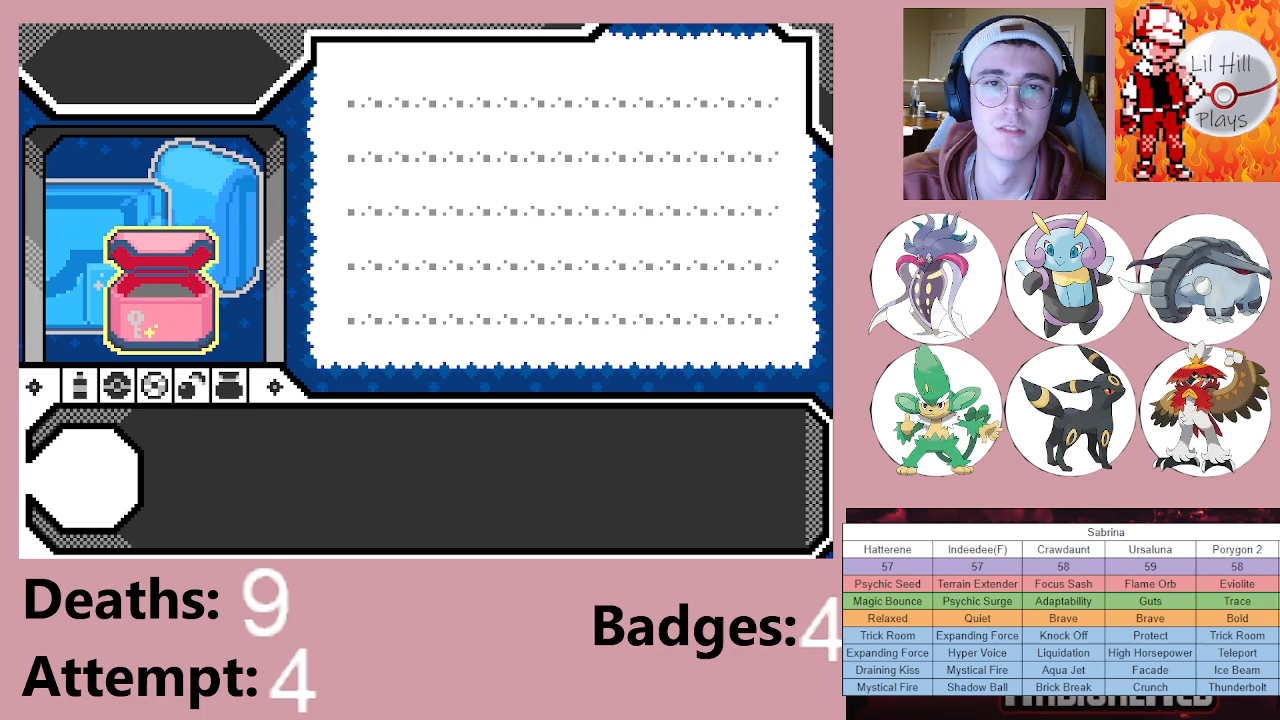 Lil Hill
Plays
Sabrina
Hatterene Indeedee(F) Crawdaunt Ursaluna Porygon 2
57 57 58 59 58
Psychic Seed Terrain Extender Focus Sash Flame Orb Eviolite
Magic Bounce Psychic Surge Adaptability Guts Trace
Relaxed Quiet Brave Brave Bold
Trick Room Expanding Force Knock Off Protect Trick Room
Expanding Force Hyper Voice Liquidation High Horsepower Teleport
Draining Kiss Mystical Fire Aqua Jet Facade Ice Beam
Mystical Fire Shadow Ball Brick Break Crunch Thunderbolt
Deaths: 9
Badges: 4
Attempt: 4